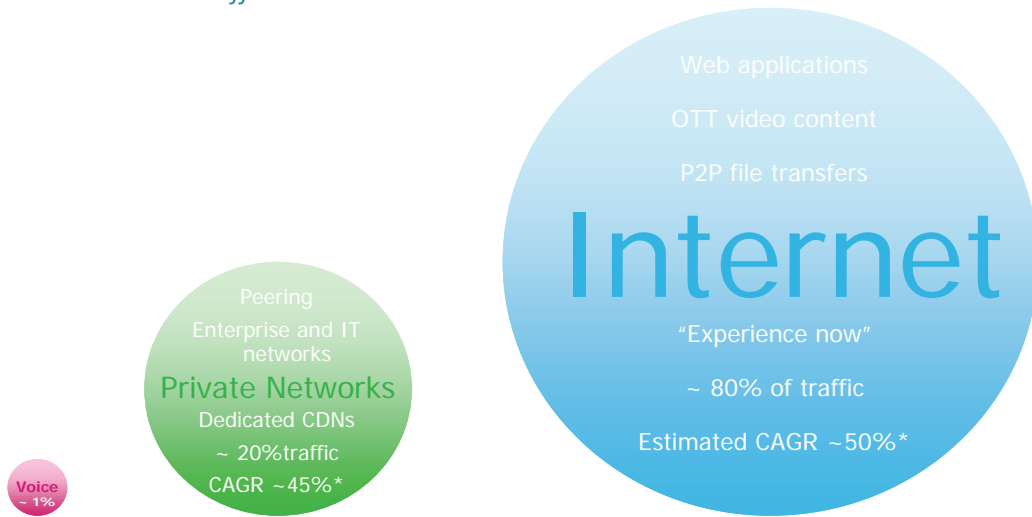 Web applications
OTT video content
P2P file transfers
Internet
“Experience now”
~ 80% of traffic
Estimated CAGR ~50%*
Peering
Enterprise and IT
networks
Private Networks
Dedicated CDNs
~ 20%traffic
CAGR ~45%*
Voice
~ 1%